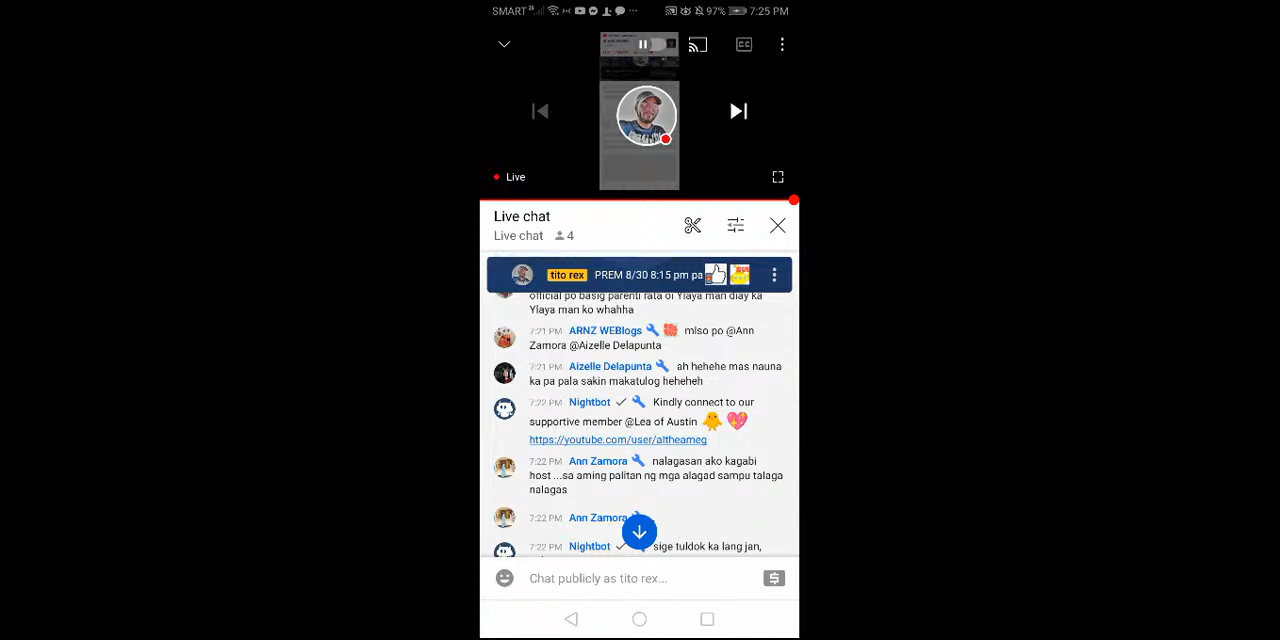 SMART 97% 7:25 PM
CC
Live
Live chat
Live chat 4
tito rex PREM 8/30 8:15 pm pa
official po basig parenti rata ol Ylaya man diay ka
Ylaya man ko whahha
7:21 PM ARNZ WEBlogs mlso po @Ann
Zamora @Aizelle Delapunta
7:21 PM Aizelle Delapunta ah hehehe mas nauna
ka pa pala sakin makatulog heheheh
7:22 PM Nightbot Kindly connect to our
supportive member @Lea of Austin
https://youtube.com/user/altheameg
7:22 PM Ann Zamora nalagasan ako kagabi
host ...sa aming palitan ng mga alagad sampu talaga
nalagas
7:22 PM Ann Zamora
7:22 PM Nightbot sige tuldok ka lang jan,
Chat publicly as tito rex...